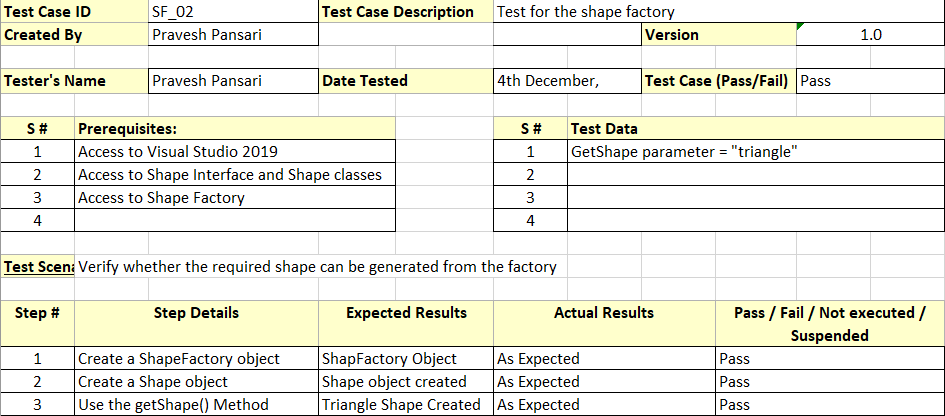 Test Case ID SF_02 Test Case Description Test for the shape factory
Created By Pravesh Pansari Version 1.0
Tester's Name Pravesh Pansari Date Tested 4th December, Test Case (Pass/Fail) Pass
S # Prerequisites: S # Test Data
1 Access to Visual Studio 2019 1 GetShape parameter = "triangle"
2 Access to Shape Interface and Shape classes 2
3 Access to Shape Factory 3
4 4
Test Scena Verify whether the required shape can be generated from the factory
Step # Step Details Expected Results Actual Results Pass / Fail / Not executed /
Suspended
1 Create a ShapeFactory object ShapFactory Object As Expected Pass
2 Create a Shape object Shape object created As Expected Pass
3 Use the getShape() Method Triangle Shape Created As Expected Pass